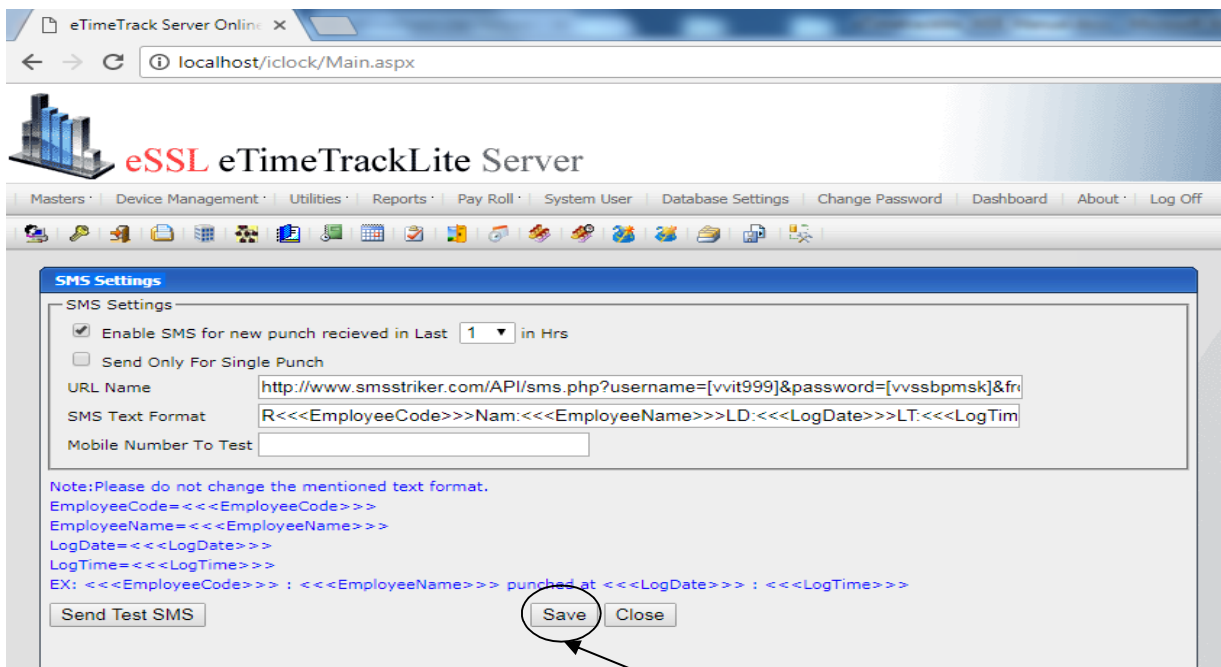 eTimeTrack Server Online
localhost/iclock/Main.aspx
eSSL eTimeTrackLite Server
Masters Device Management Utilities Reports Pay Roll System User Database Settings Change Password Dashboard About Log Off
SMS Settings
SMS Settings
Enable SMS for new punch recieved in Last 1 in Hrs
Send Only For Single Punch
URL Name http://www.smsstriker.com/API/sms.php?username=[vvit999]&password=[vvssbpmsk]&fr
SMS Text Format R<<<EmployeeCode>>>Nam:<<<EmployeeName>>>LD:<<<LogDate>>>LT:<<<LogTim
Mobile Number To Test
Note:Please do not change the mentioned text format.
EmployeeCode=<<<EmployeeCode>>>
EmployeeName=<<<EmployeeName>>>
LogDate=<<<LogDate>>>
LogTime=<<<LogTime>>>
EX: <<<EmployeeCode>>> : <<<EmployeeName>>> punched at <<<LogDate>>> : <<<LogTime>>>
Send Test SMS Save Close